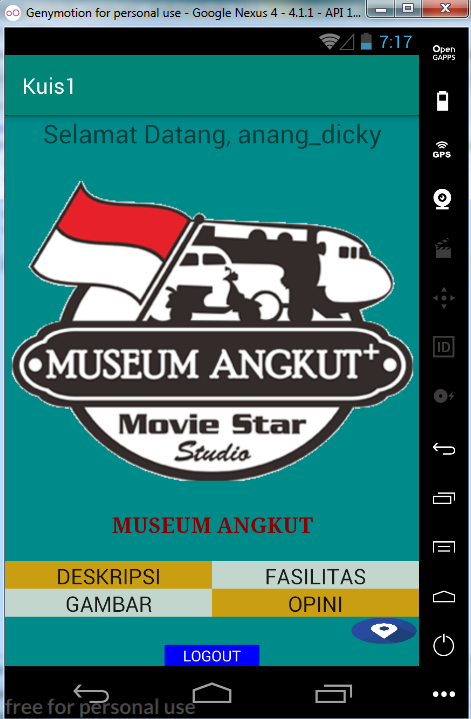 Genymotion for personal use - Google Nexus 4 - 4.1.1 - API 1...
Open
GAPPS
7:17
Kuis1
GPS
Selamat Datang, anang_dicky
ID
MUSEUM ANGKUT+
Movie Star
Studio
MUSEUM ANGKUT
DESKRIPSI FASILITAS
GAMBAR OPINI
LOGOUT
free for personal use